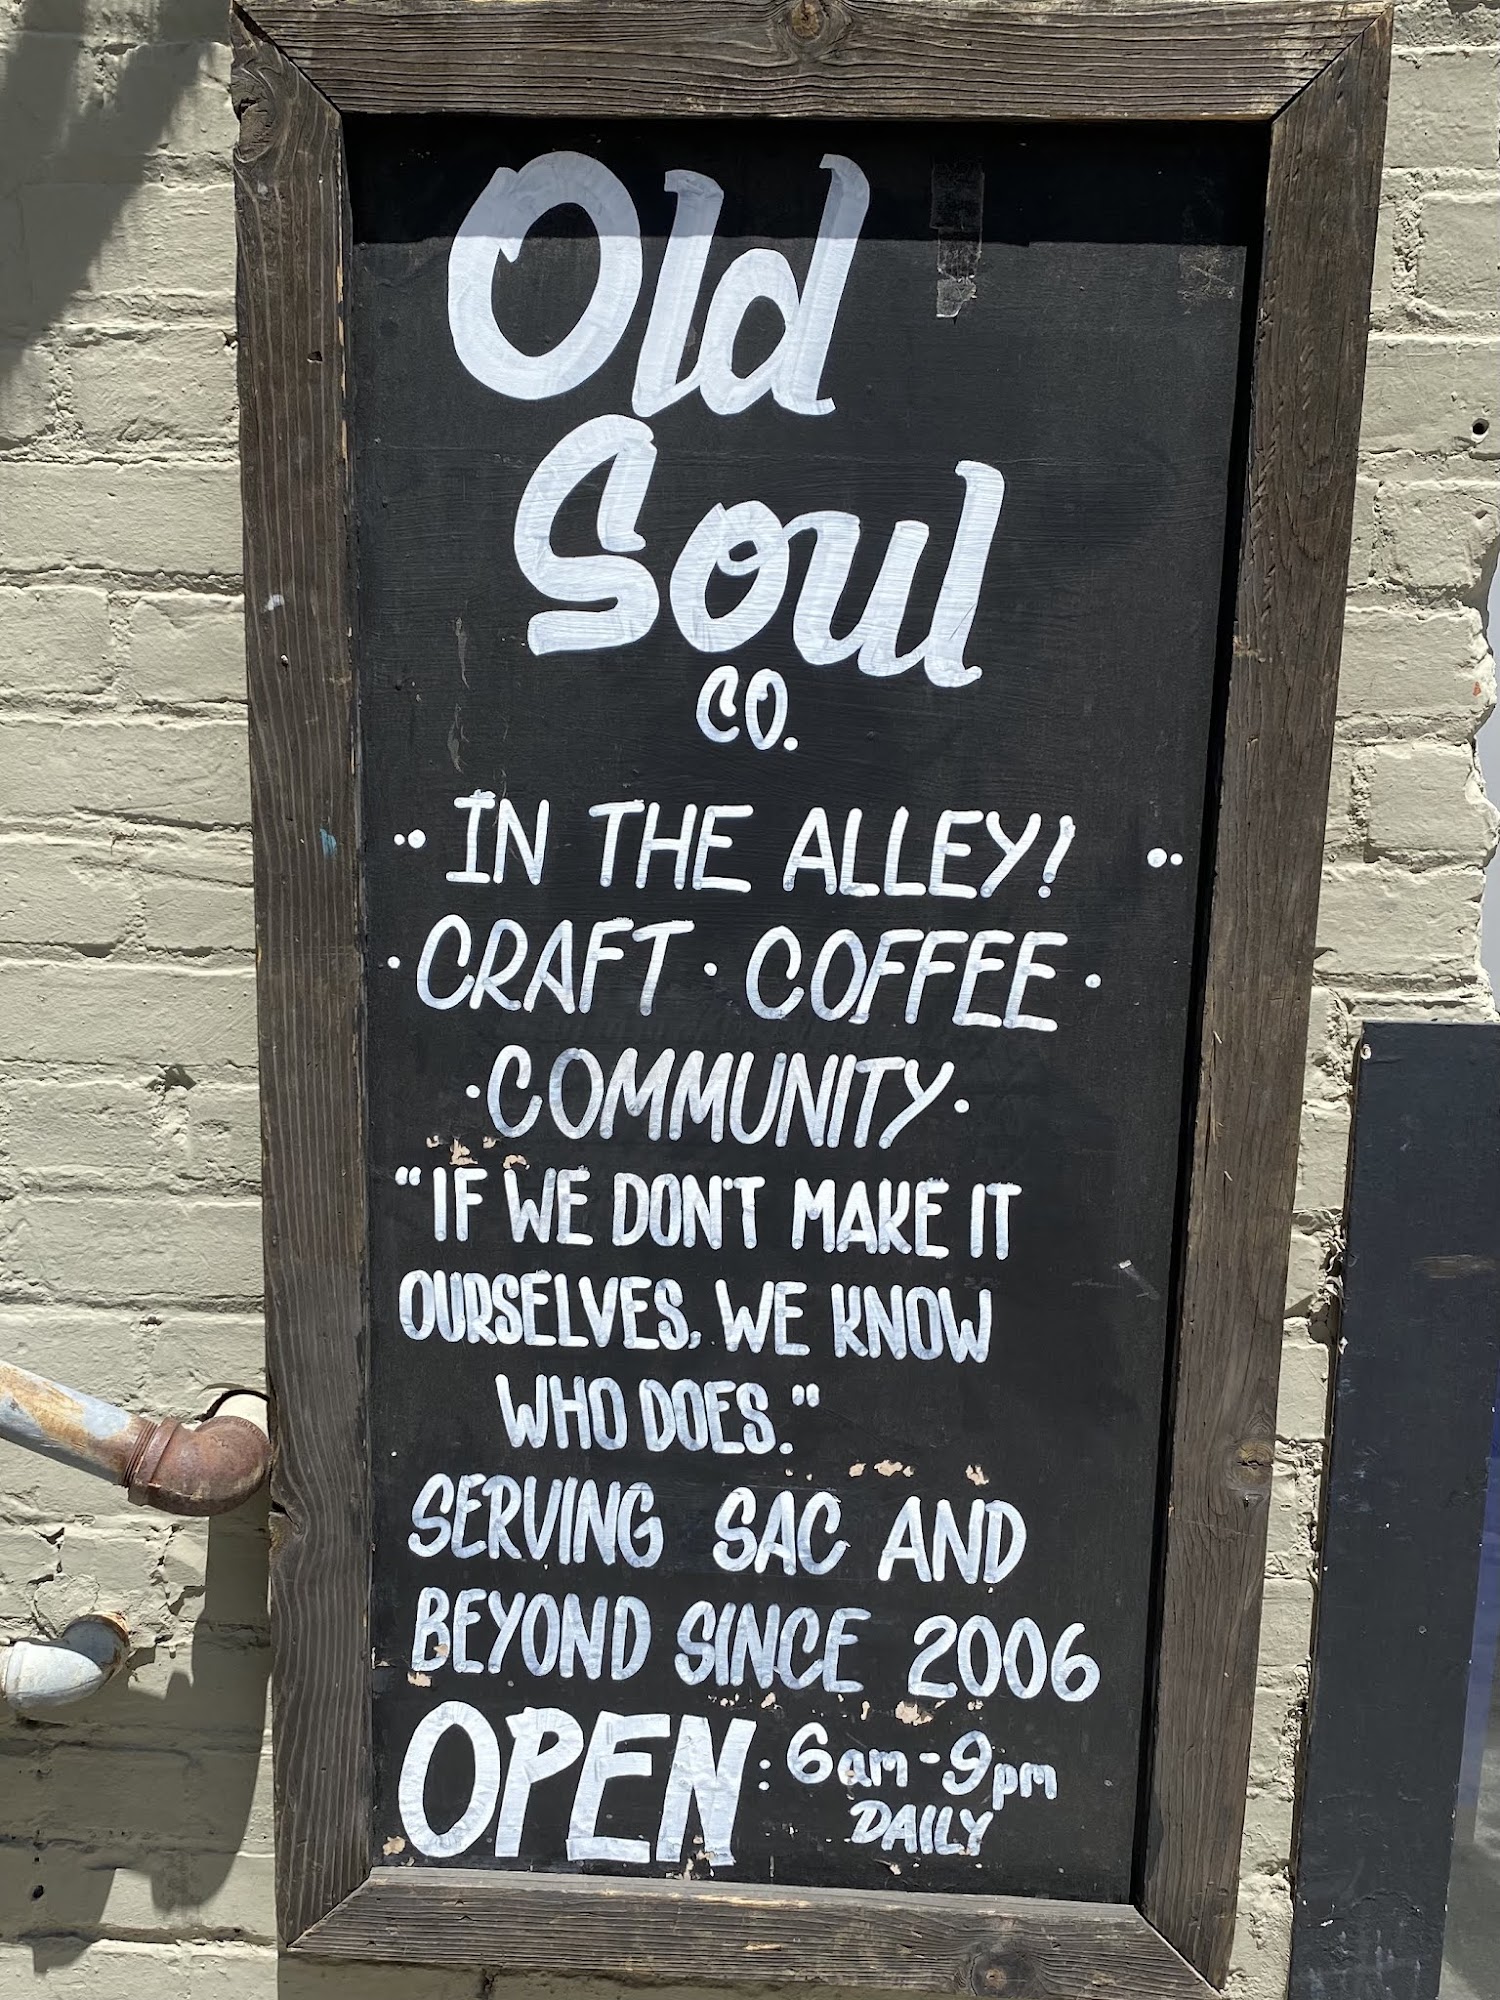 Old
Soul
CO.
·• IN THE ALLEY! •·
· CRAFT · COFFEE ·
· COMMUNITY ·
"IF WE DON'T MAKE IT
OURSELVES, WE KNOW
WHO DOES."
SERVING SAC AND
BEYOND SINCE 2006
OPEN: 6am-9pm
DAILY